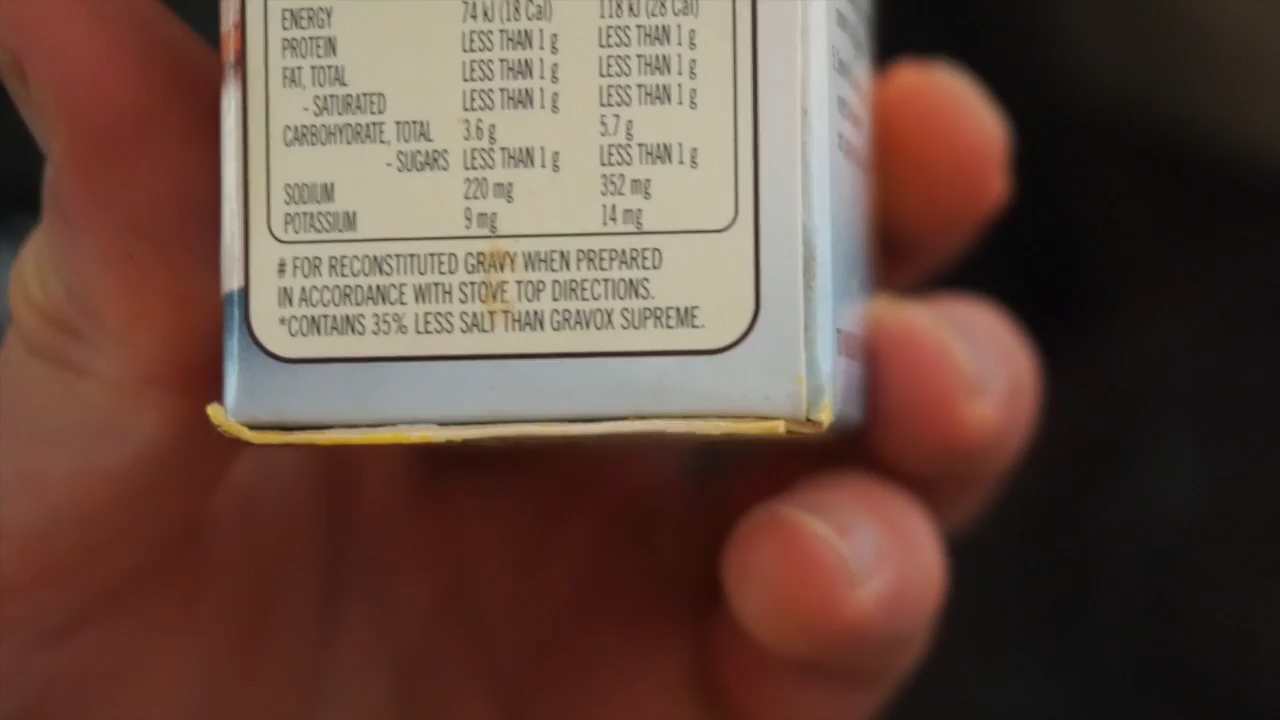 ENERGY 74 kJ (18 Cal) 118 kJ (28 Cal)
PROTEIN LESS THAN 1 g LESS THAN 1 g
FAT, TOTAL LESS THAN 1 g LESS THAN 1 g
- SATURATED LESS THAN 1 g LESS THAN 1 g
CARBOHYDRATE, TOTAL 3.6 g 5.7 g
- SUGARS LESS THAN 1 g LESS THAN 1 g
SODIUM 220 mg 352 mg
POTASSIUM 9 mg 14 mg
# FOR RECONSTITUTED GRAVY WHEN PREPARED
IN ACCORDANCE WITH STOVE TOP DIRECTIONS.
*CONTAINS 35% LESS SALT THAN GRAVOX SUPREME.